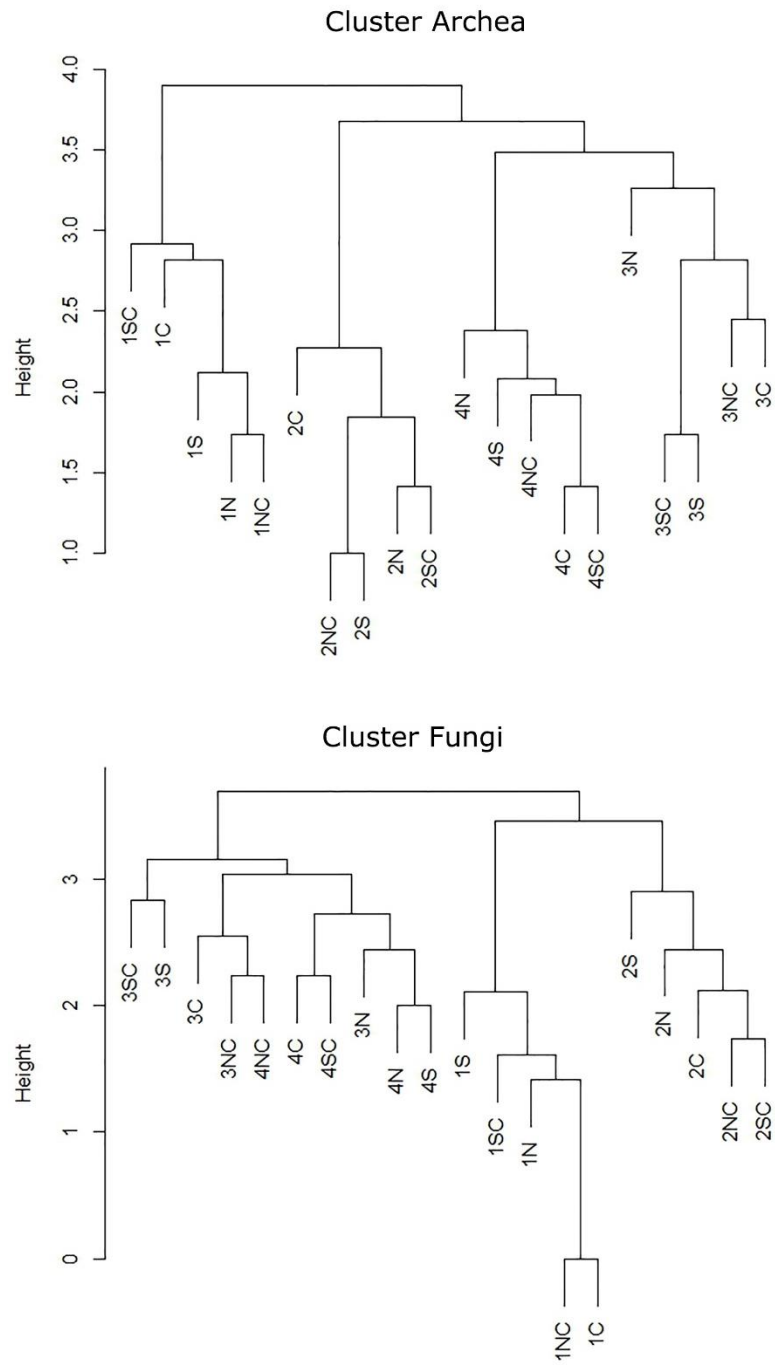 Cluster Archea
Height
4.0
3.5
3.0
2.5
2.0
1.5
1.0
1SC
1C
1S
1N
1NC
2C
2NC
2S
2N
2SC
4N
4S
4NC
4C
4SC
3N
3SC
3S
3NC
3C
Cluster Fungi
Height
3
2
1
0
3SC
3S
3C
3NC
4NC
4C
4SC
3N
4N
4S
1S
1SC
1N
1NC
1C
2S
2N
2C
2NC
2SC